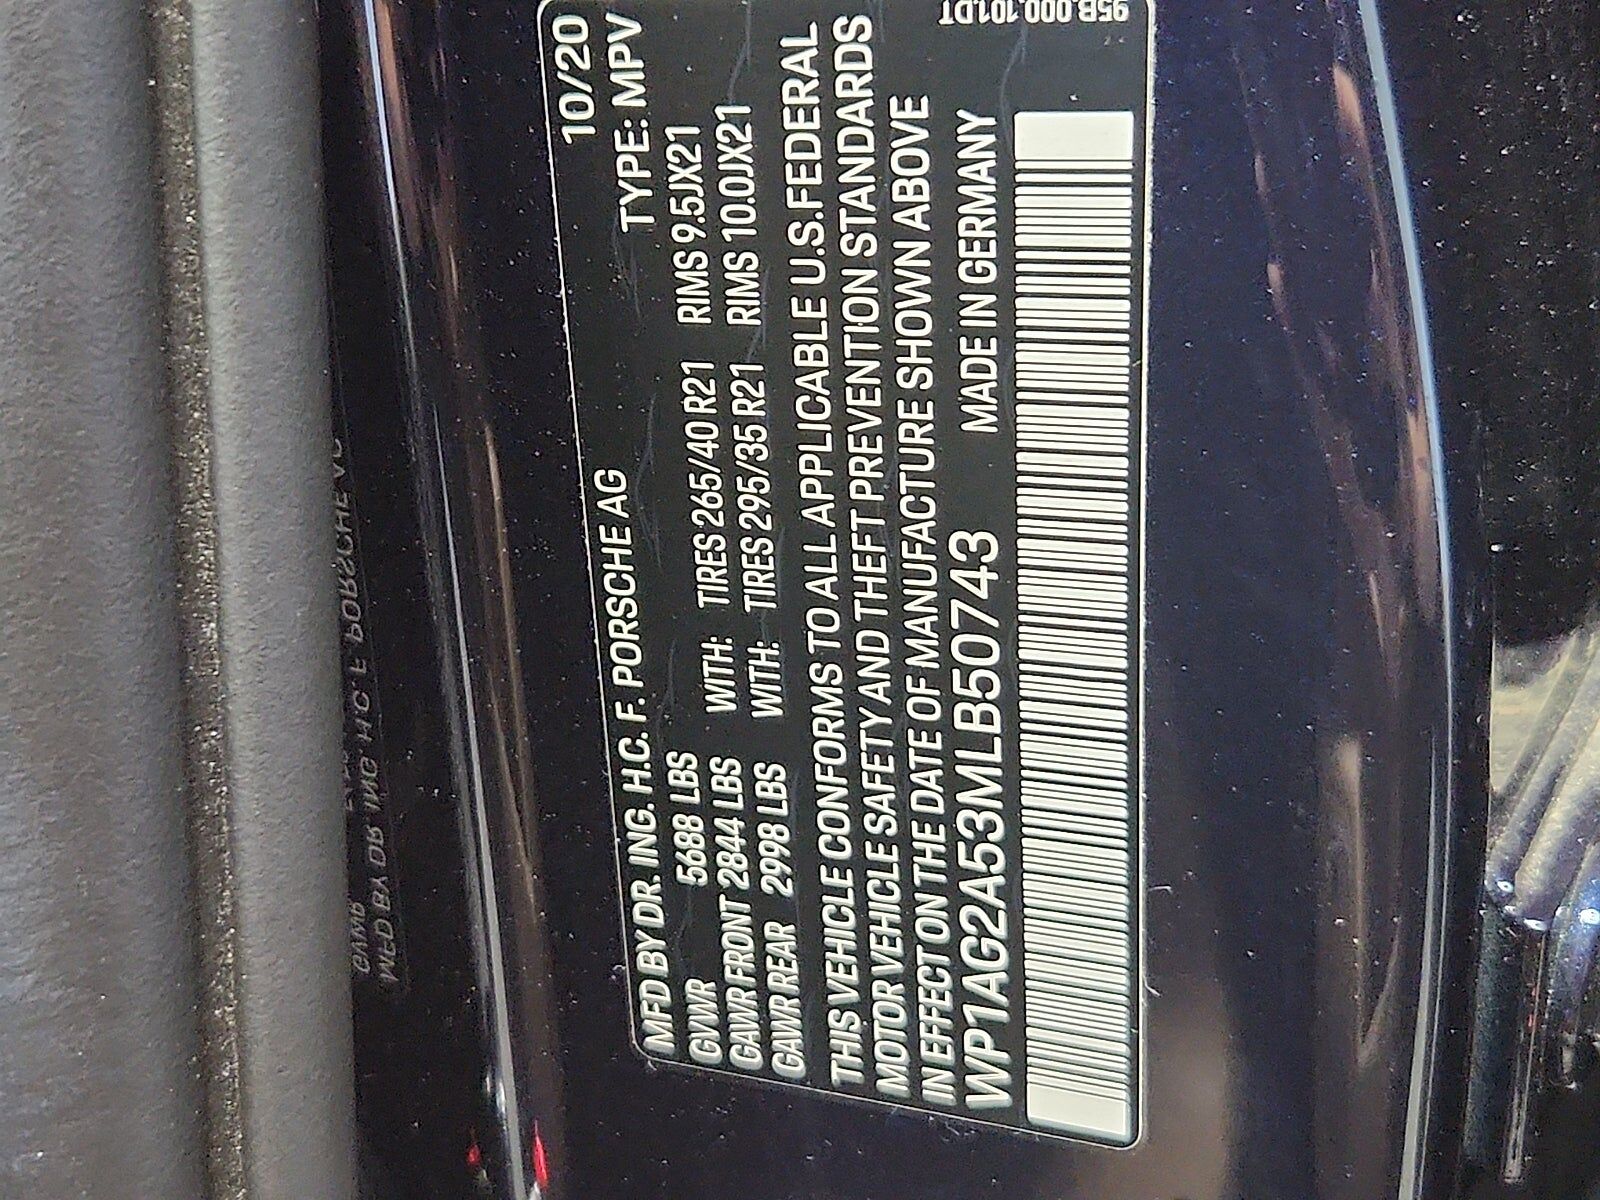 10/20
MFD BY DR. ING. H.C. F. PORSCHE AG
TYPE: MPV
GVWR 5688 LBS
GAWR FRONT 2844 LBS WITH: TIRES 265/40 R21 RIMS 9.5JX21
GAWR REAR 2998 LBS WITH: TIRES 295/35 R21 RIMS 10.0JX21
THIS VEHICLE CONFORMS TO ALL APPLICABLE U.S.FEDERAL
MOTOR VEHICLE SAFETY AND THEFT PREVENTION STANDARDS
IN EFFECT ON THE DATE OF MANUFACTURE SHOWN ABOVE
WP1AG2A53MLB50743 MADE IN GERMANY
95B.000.101.DT